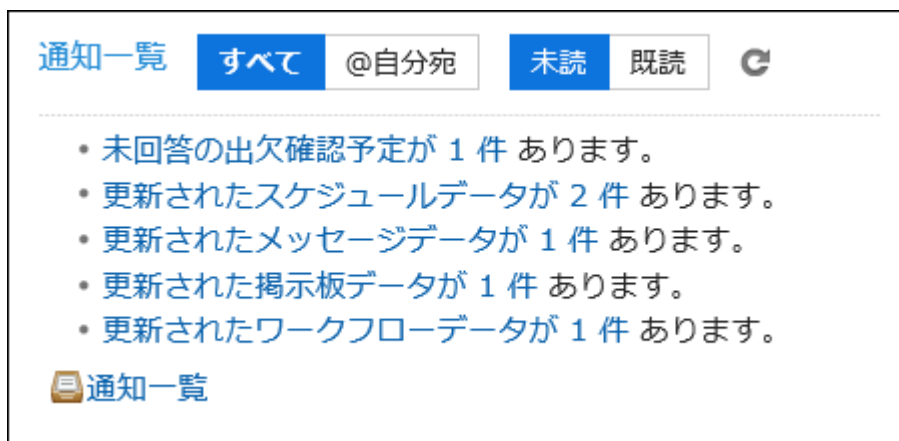 通知一覧 すべて @自分宛 未読 既読
・未回答の出欠確認予定が 1 件 あります。
・更新されたスケジュールデータが 2 件 あります。
・更新されたメッセージデータが 1 件 あります。
・更新された掲示板データが 1 件 あります。
・更新されたワークフローデータが 1 件 あります。
通知一覧